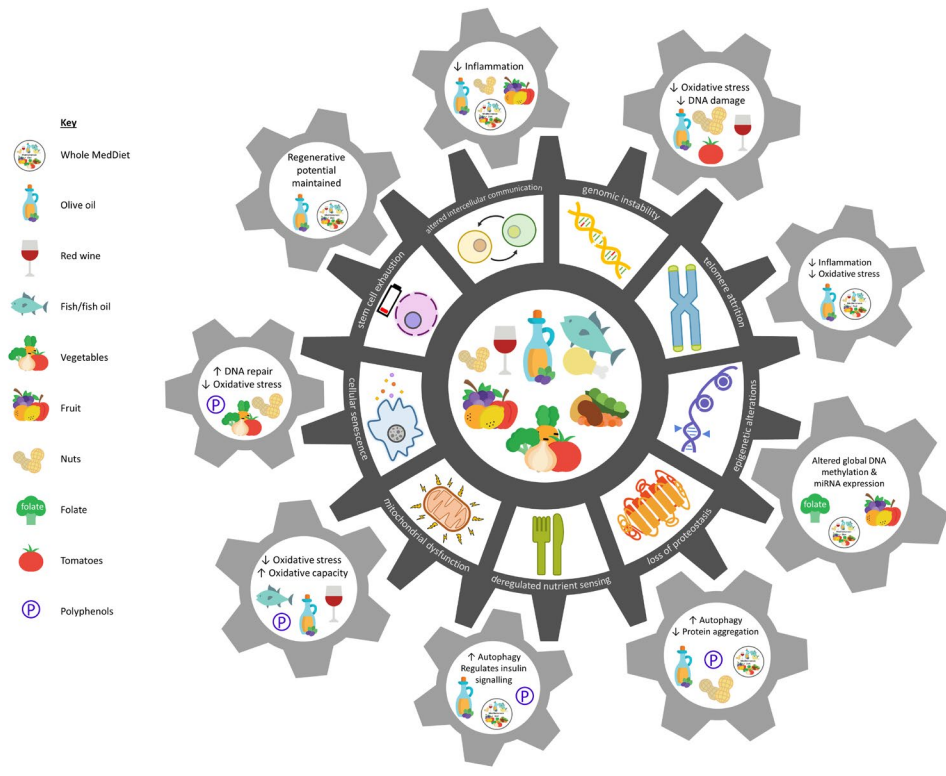 Key
Whole MedDiet
Olive oil
Red wine
Fish/fish oil
Vegetables
Fruit
Nuts
folate
Folate
Tomatoes
P
Polyphenols
↓ Inflammation
↓ Oxidative stress
↓ DNA damage
Regenerative
potential
maintained
↓ Inflammation
↓ Oxidative stress
↑ DNA repair
↓ Oxidative stress
P
Altered global DNA
methylation &
miRNA expression
folate
↓ Oxidative stress
↑ Oxidative capacity
P
↑ Autophagy
Regulates insulin
signalling
P
↑ Autophagy
↓ Protein aggregation
P
altered intercellular communication
genomic instability
telomere attrition
epigenetic alterations
loss of proteostasis
deregulated nutrient sensing
mitochondrial dysfunction
cellular senescence
stem cell exhaustion